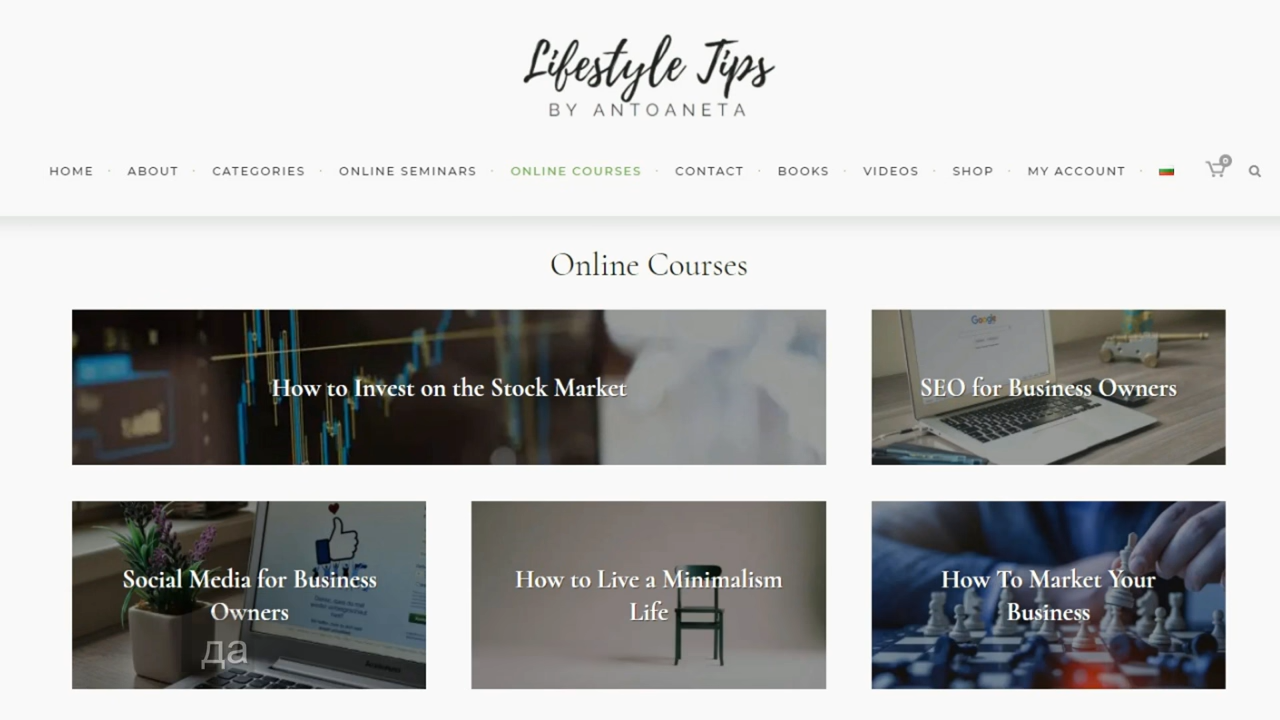 Lifestyle Tips
BY ANTOANETA
HOME · ABOUT · CATEGORIES · ONLINE SEMINARS · ONLINE COURSES · CONTACT · BOOKS · VIDEOS · SHOP · MY ACCOUNT · 0
Online Courses
Google
How to Invest on the Stock Market
SEO for Business Owners
Social Media for Business
Owners
How to Live a Minimalism
Life
How To Market Your
Business
да